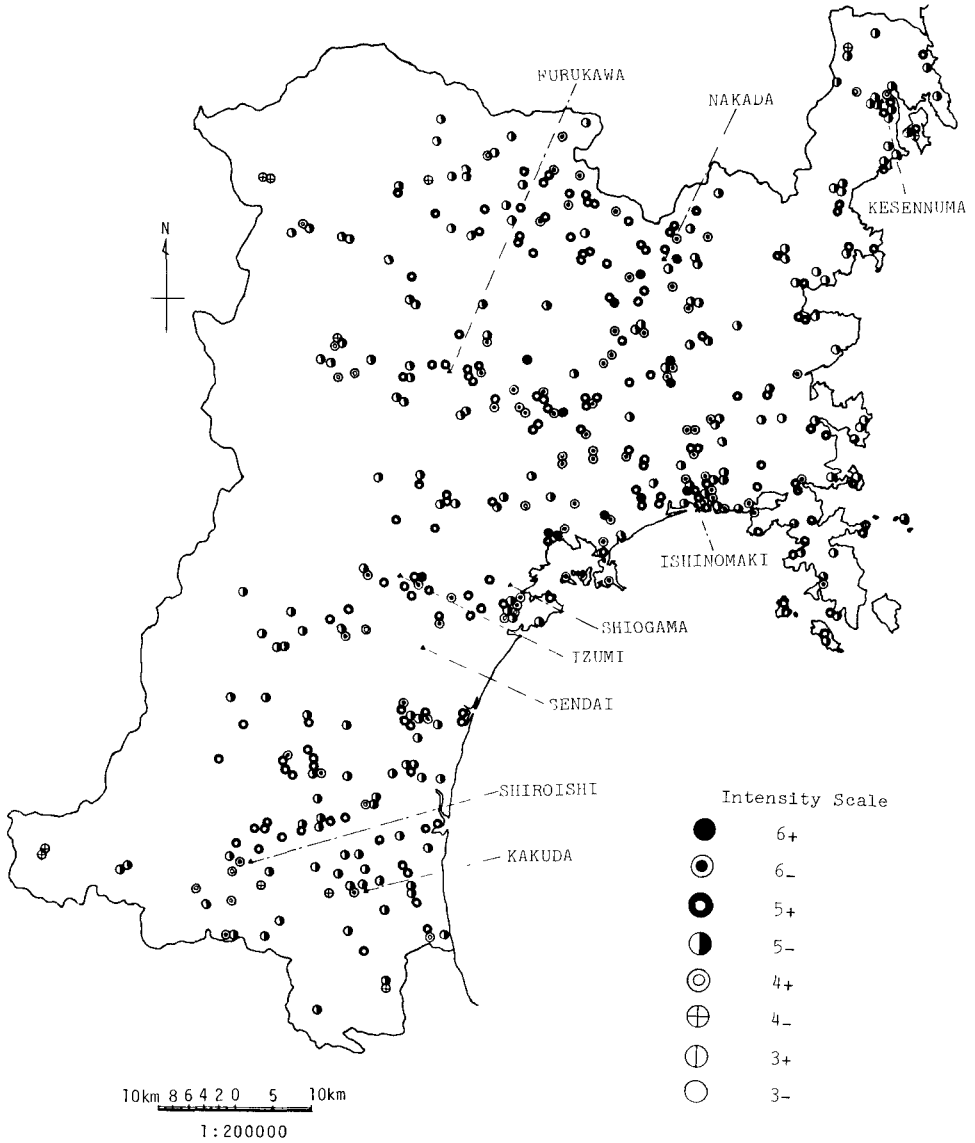 FURUKAWA
NAKADA
KESENNUMA
N
ISHINOMAKI
SHIOGAMA
IZUMI
SENDAI
SHIROISHI
KAKUDA
Intensity Scale
6+
6-
5+
5-
4+
4-
3+
3-
10km 8 6 4 2 0 5 10km
1:200000